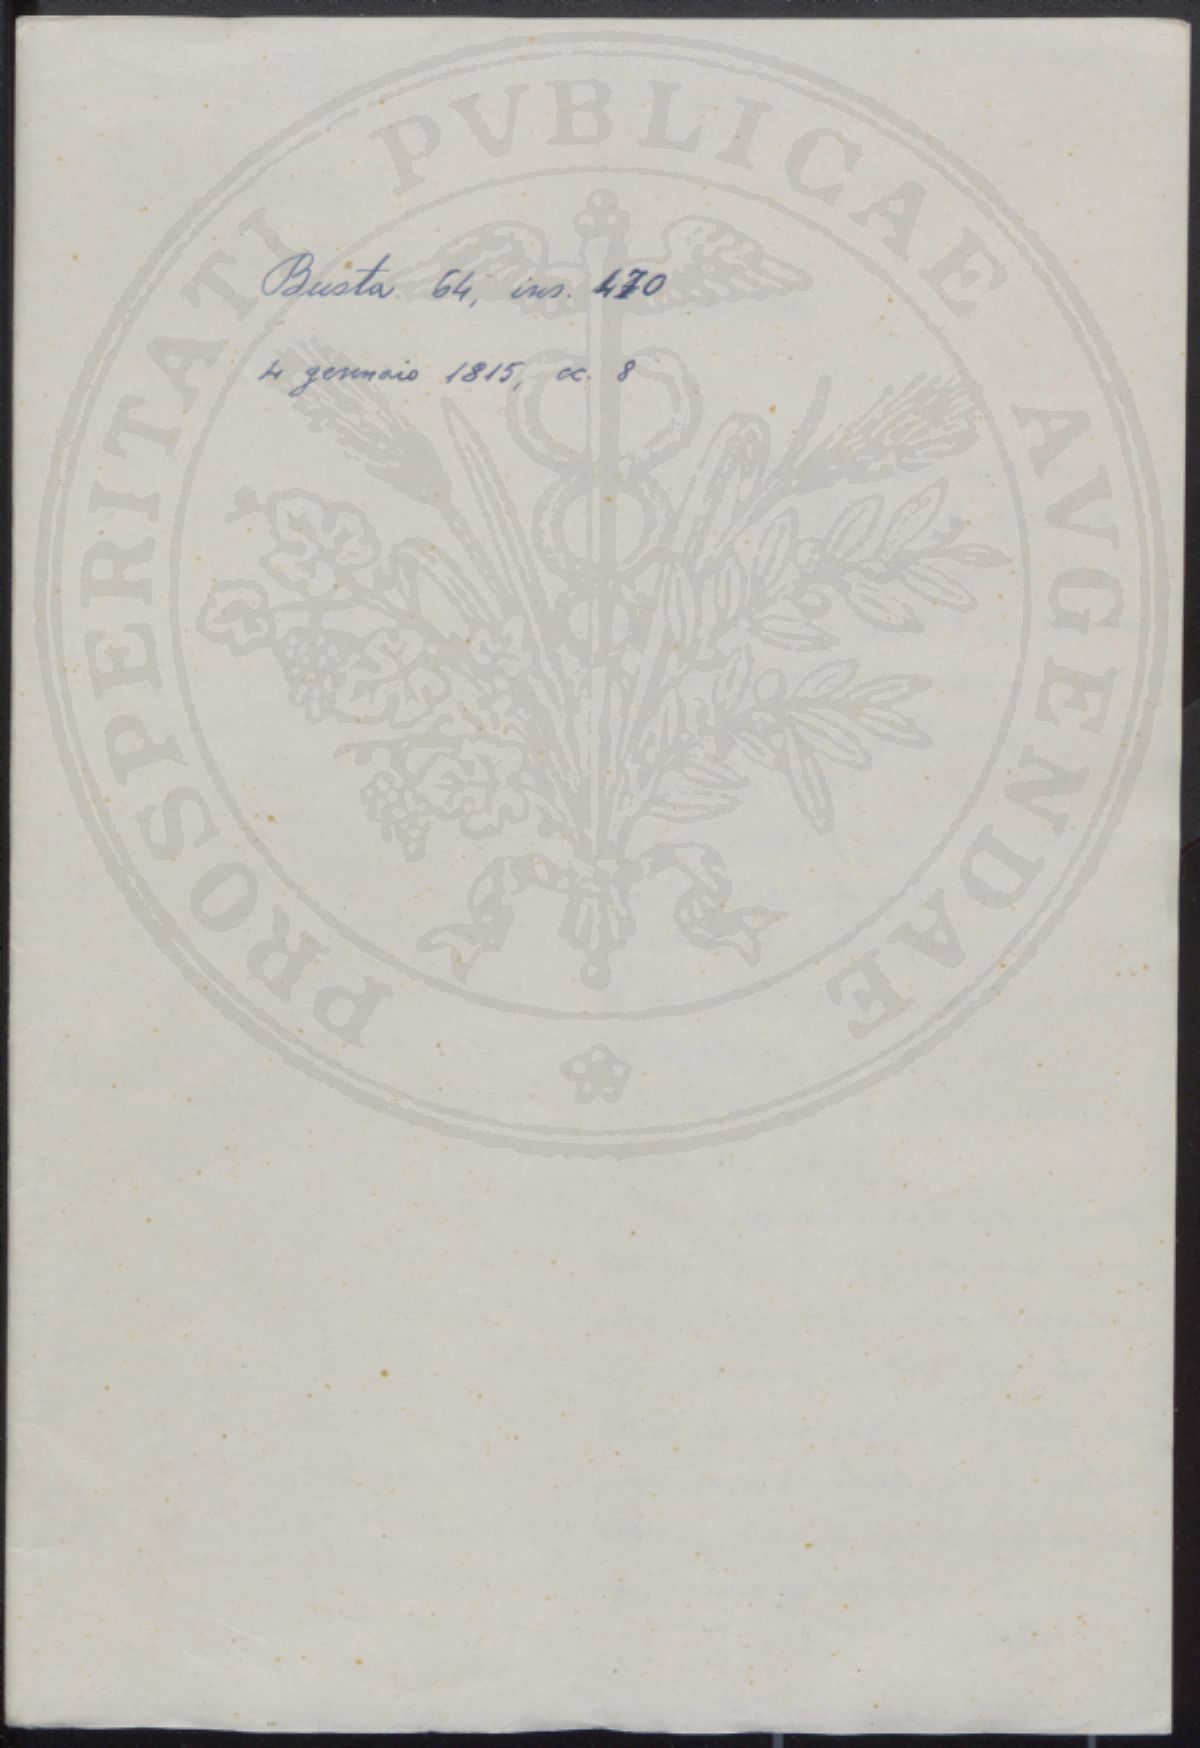 PROSPERITATI PVBLICAE AVGENDAE
Busta 64, ins. 470
4 gennaio 1815, cc. 8